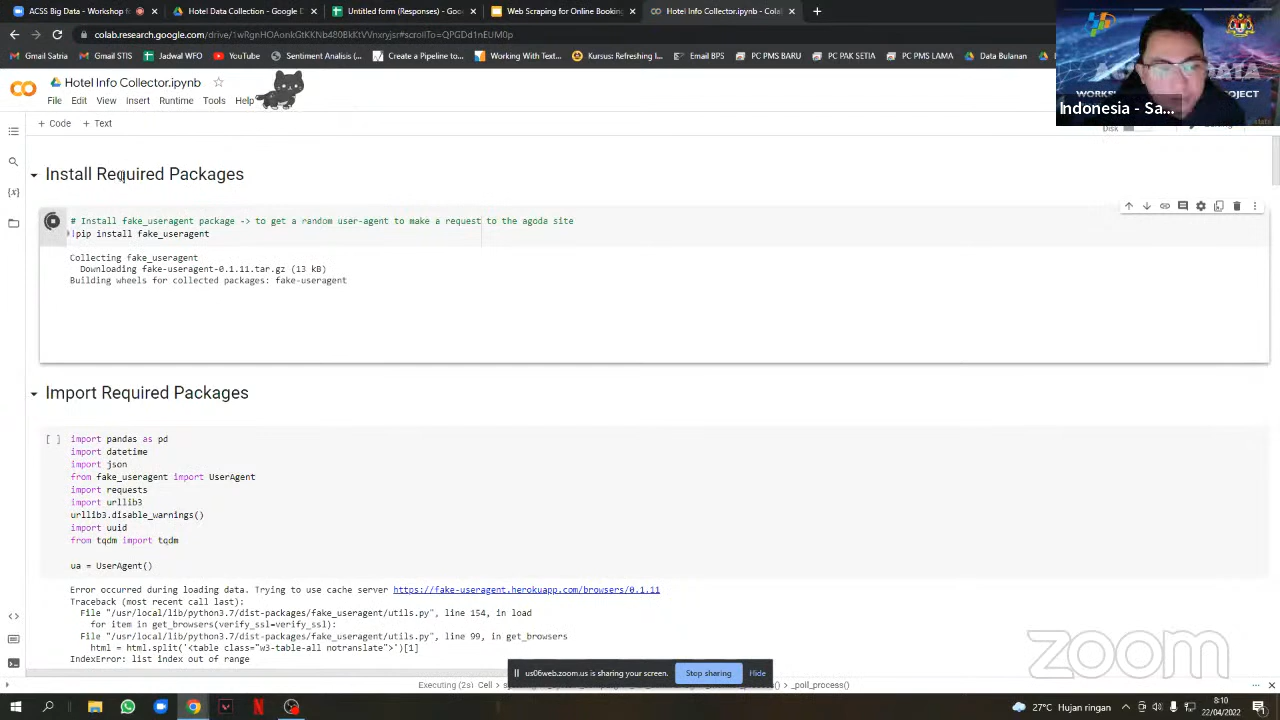 ACSS - Workshop for Te
Hotel Data Collection - Google D
Untitled form (Responses) - Goo
Web Scraping for Online Booking
Hotel Info Collector.ipynb - Colab
colab.research.google.com/drive/
Gmail Satria
Gmail STIS
Jadwal WFO
YouTube
Sentiment Analisis (...
Create a Pipeline to...
Working With Text...
Kursus: Refreshing I...
Email BPS
PC PMS BARU
PC PAK SETIA
PC PMS LAMA
Data Bulanan
Data
Hotel Info Collector.ipynb
File Edit View Insert Runtime Tools Help
Indonesia - Sa...
+ Code + Text
Disk
Install Required Packages
# Install fake_useragent package -> to get a random user-agent to make a request to the agoda site
!pip install fake_useragent
Collecting fake_useragent
Downloading fake-useragent-0.1.11.tar.gz (13 kB)
Building wheels for collected packages: fake-useragent
Import Required Packages
[ ] import pandas as pd
import datetime
import json
from fake_useragent import UserAgent
import requests
import urllib3
urllib3.disable_warnings()
import uuid
from tqdm import tqdm
ua = UserAgent()
Error occurred during loading data. Trying to use cache server https://fake-useragent.herokuapp.com/browsers/0.1.11
Traceback (most recent call last):
File "/usr/local/lib/python3.7/dist-packages/fake_useragent/utils.py", line 154, in load
for item in get_browsers(verify_ssl=verify_ssl):
File "/usr/local/lib/python3.7/dist-packages/fake_useragent/utils.py", line 99, in get_browsers
html = html.split('<table class="w3-table-all notranslate">')[1]
IndexError: list index out of range
zoom
us06web.zoom.us is sharing your screen.
Stop sharing
Hide
Executing (2s) Cell >
_poll_process()
27°C Hujan ringan
8:10
22/04/2022